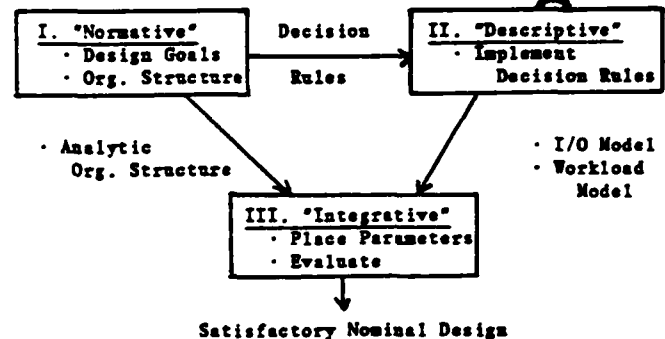 I. "Normative"
· Design Goals
· Org. Structure
Decision
Rules
II. "Descriptive"
· Implement
Decision Rules
· Analytic
Org. Structure
· I/O Model
· Workload
Model
III. "Integrative"
· Place Parameters
· Evaluate
Satisfactory Nominal Design